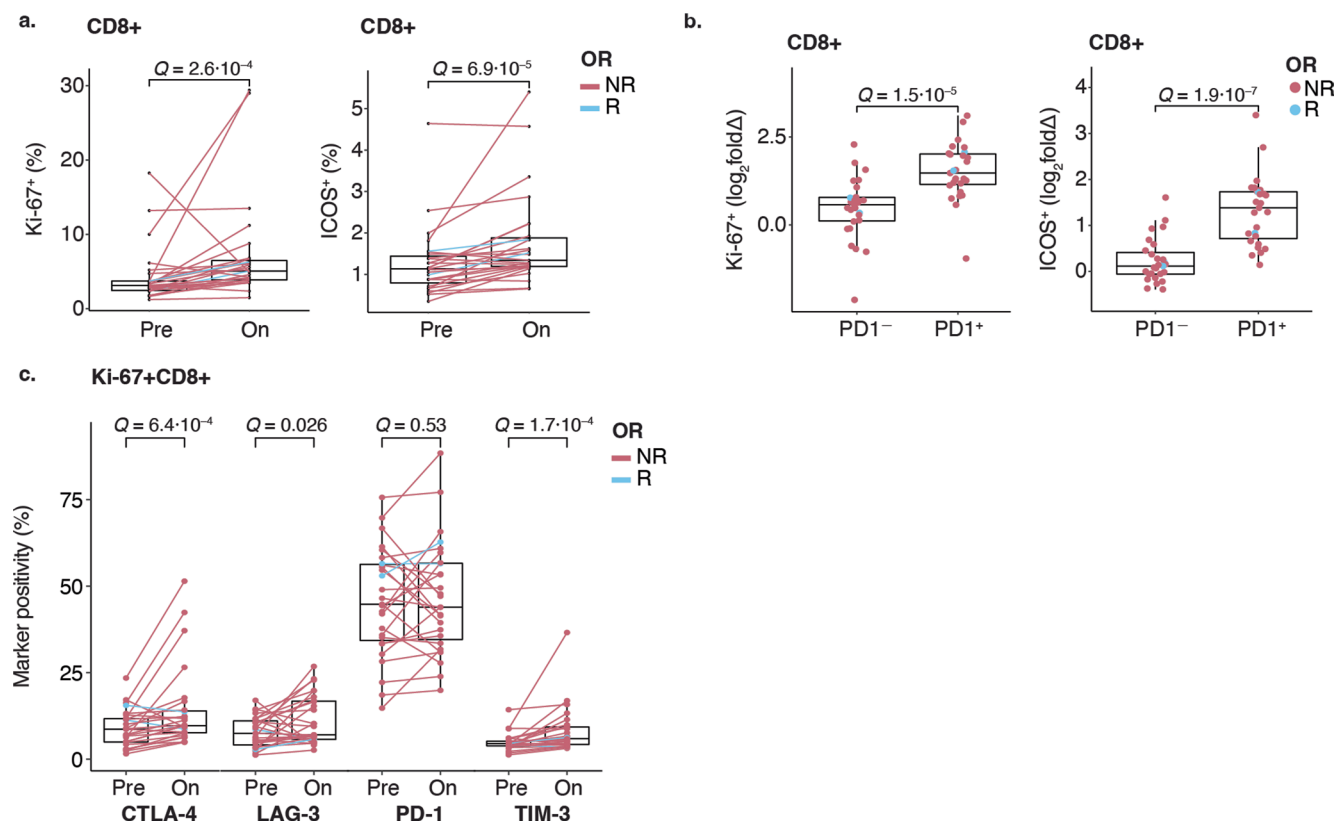 a.
CD8+
Q = 2.6·10⁻⁴
Ki-67⁺ (%)
30
20
10
0
Pre
On
CD8+
Q = 6.9·10⁻⁵
ICOS⁺ (%)
5
4
3
2
1
Pre
On
OR
NR
R
b.
CD8+
Q = 1.5·10⁻⁵
Ki-67⁺ (log₂foldΔ)
2.5
0.0
PD1⁻
PD1⁺
CD8+
Q = 1.9·10⁻⁷
ICOS⁺ (log₂foldΔ)
4
3
2
1
0
PD1⁻
PD1⁺
OR
NR
R
c.
Ki-67+CD8+
Q = 6.4·10⁻⁴
Q = 0.026
Q = 0.53
Q = 1.7·10⁻⁴
Marker positivity (%)
75
50
25
0
Pre On Pre On Pre On Pre On
CTLA-4 LAG-3 PD-1 TIM-3
OR
NR
R